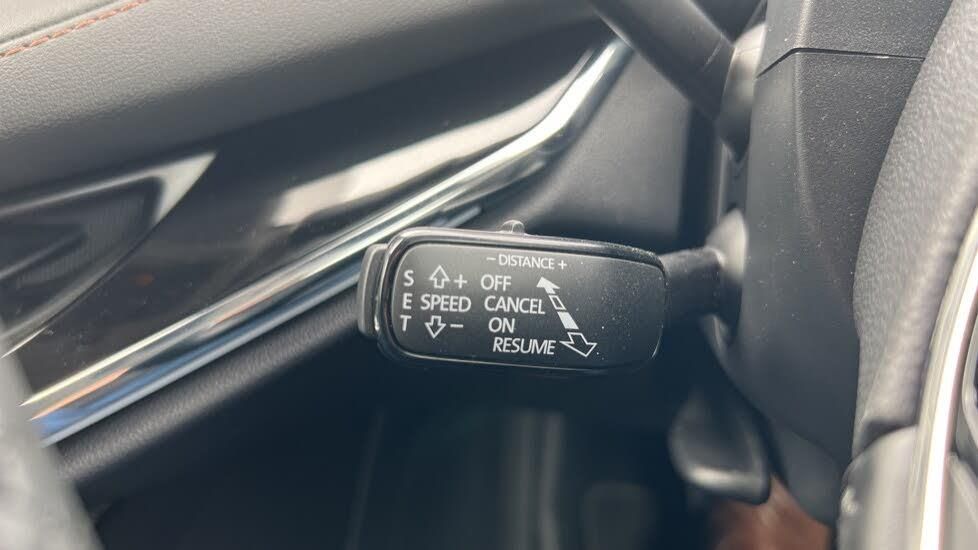 - DISTANCE +
S + OFF
E SPEED CANCEL
T - ON
RESUME